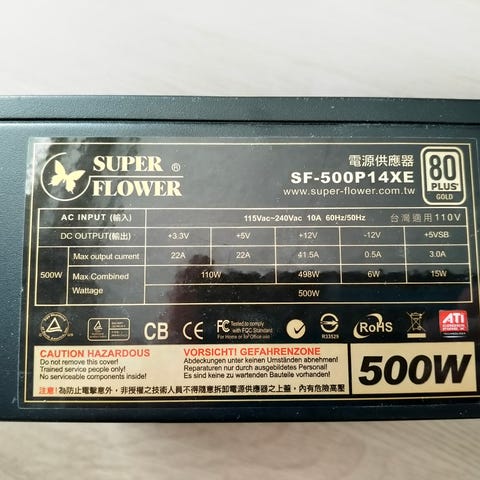 SUPER FLOWER ®
電源供應器
SF-500P14XE
www.super-flower.com.tw
80 PLUS® GOLD
AC INPUT (輸入) 115Vac~240Vac 10A 60Hz/50Hz 台灣適用110V
DC OUTPUT(輸出) +3.3V +5V +12V -12V +5VSB
500W Max output current 22A 22A 41.5A 0.5A 3.0A
Max Combined Wattage 110W 498W 6W 15W
500W
CB CE FC Tested to comply with FCC Standard For Home or for Office use R33529 RoHS ATI
CAUTION HAZARDOUS
Do not remove this cover!
Trained service people only!
No serviceable components inside!
VORSICHT! GEFAHRENZONE
Abdeckungen unter keinen Umständen abnehmen!
Reparaturen nur durch ausgebildetes Personal!
Es sind keine zu wartenden Bauteile vorhanden!
注意! 為防止電擊意外,非授權之技術人員不得隨意拆卸電源供應器之上蓋,內有危險高壓
500W